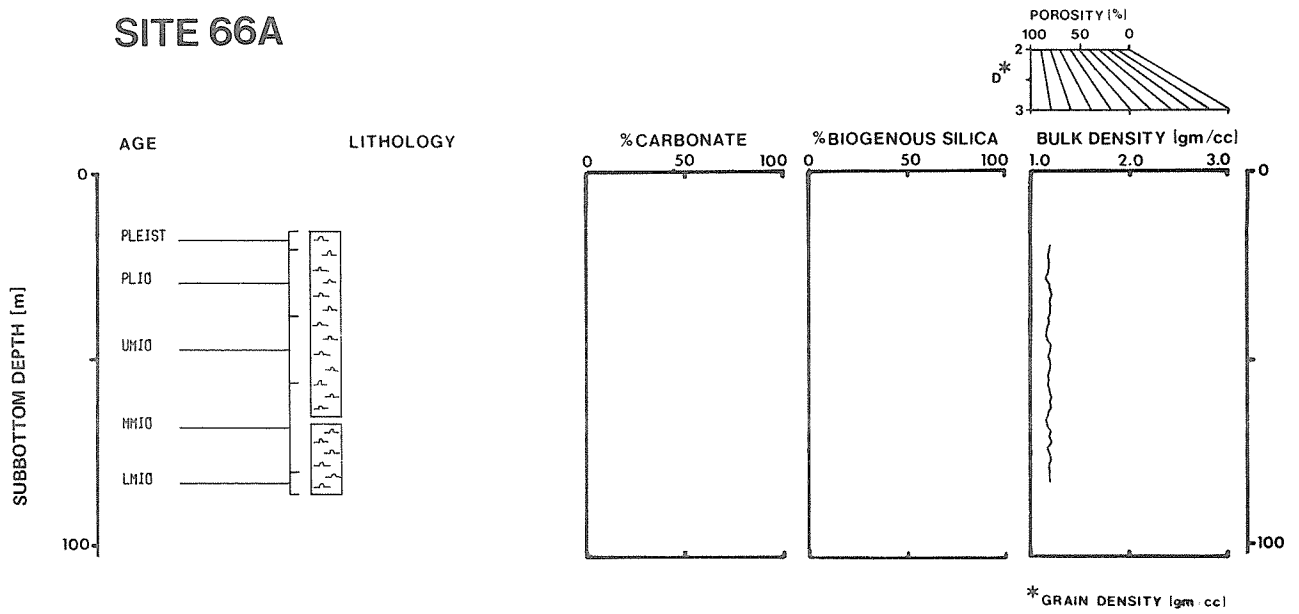 SITE 66A
POROSITY [%]
100 50 0
2
D*
3
AGE
LITHOLOGY
%CARBONATE
%BIOGENOUS SILICA
BULK DENSITY [gm/cc]
0 50 100
0 50 100
1.0 2.0 3.0
0
0
PLEIST
PLIO
UMIO
MMIO
LMIO
SUBBOTTOM DEPTH [m]
100
100
*GRAIN DENSITY [gm cc]